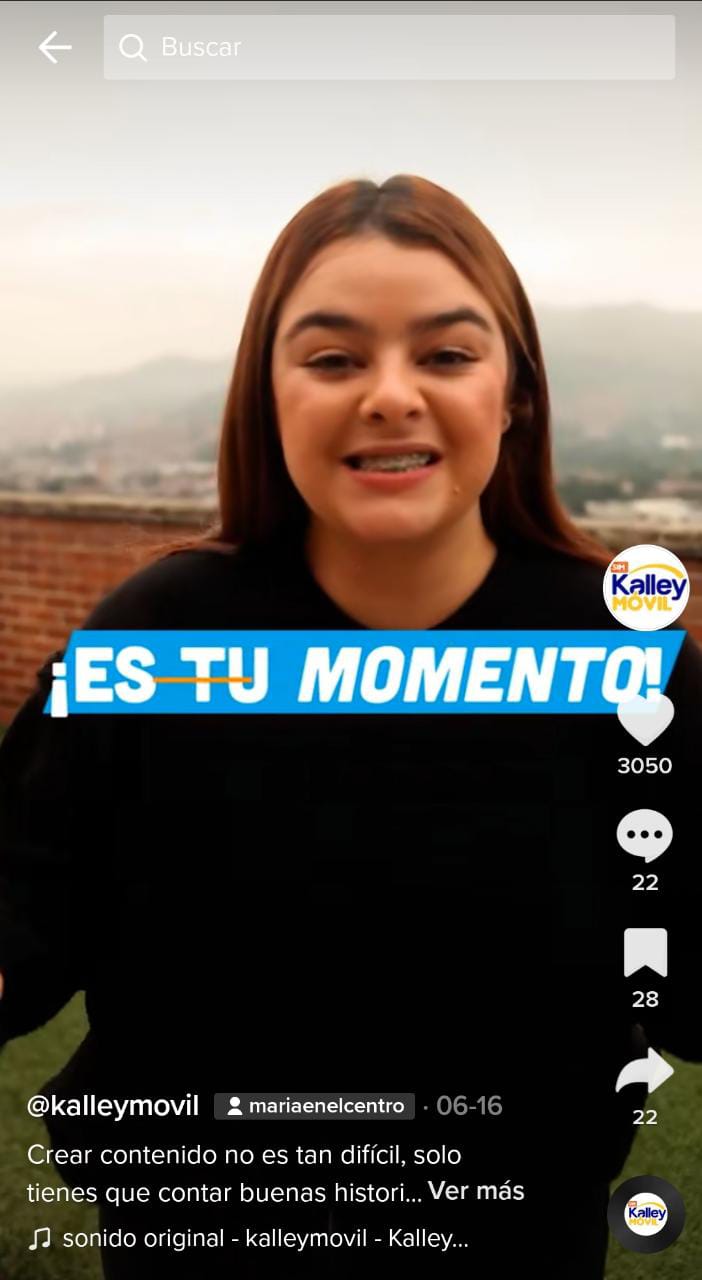 Buscar
SIM
Kalley
MÓVIL
¡ES TU MOMENTO!
3050
22
28
22
@kalleymovil mariaenelcentro · 06-16
Crear contenido no es tan difícil, solo
tienes que contar buenas histori... Ver más
sonido original - kalleymovil - Kalley...
Kalley
MÓVIL